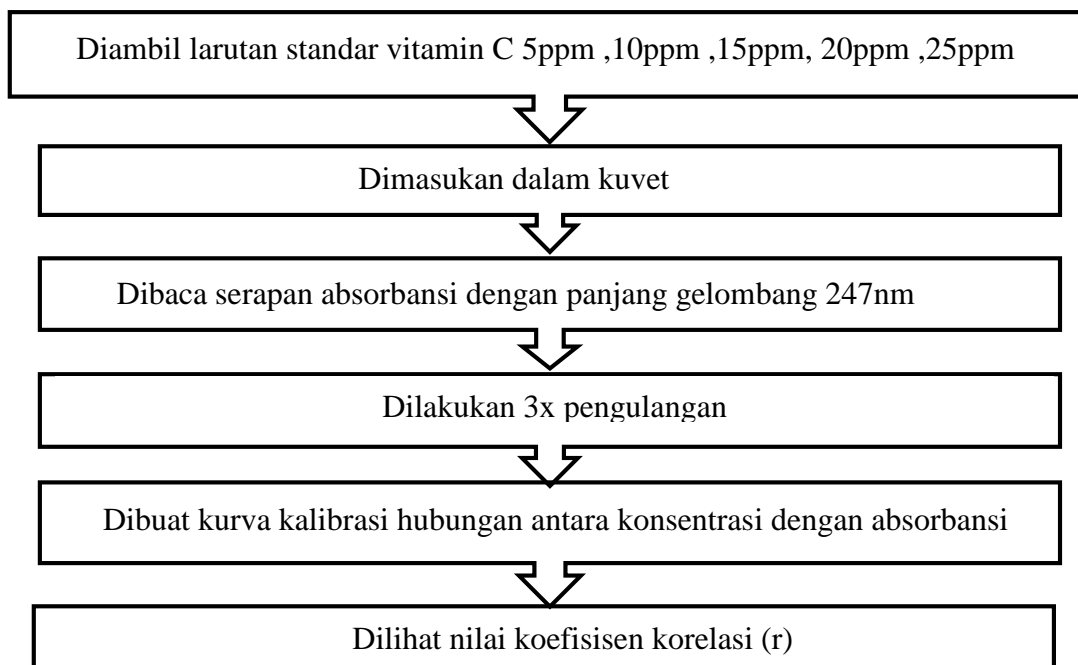 Diambil larutan standar vitamin C 5ppm ,10ppm ,15ppm, 20ppm ,25ppm
Dimasukan dalam kuvet
Dibaca serapan absorbansi dengan panjang gelombang 247nm
Dilakukan 3x pengulangan
Dibuat kurva kalibrasi hubungan antara konsentrasi dengan absorbansi
Dilihat nilai koefisisen korelasi (r)